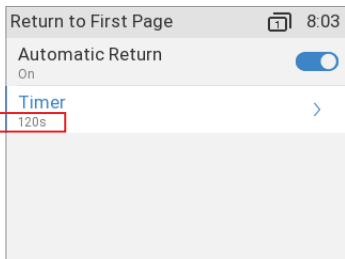 Return to First Page 1 8:03
Automatic Return
On
Timer
120s